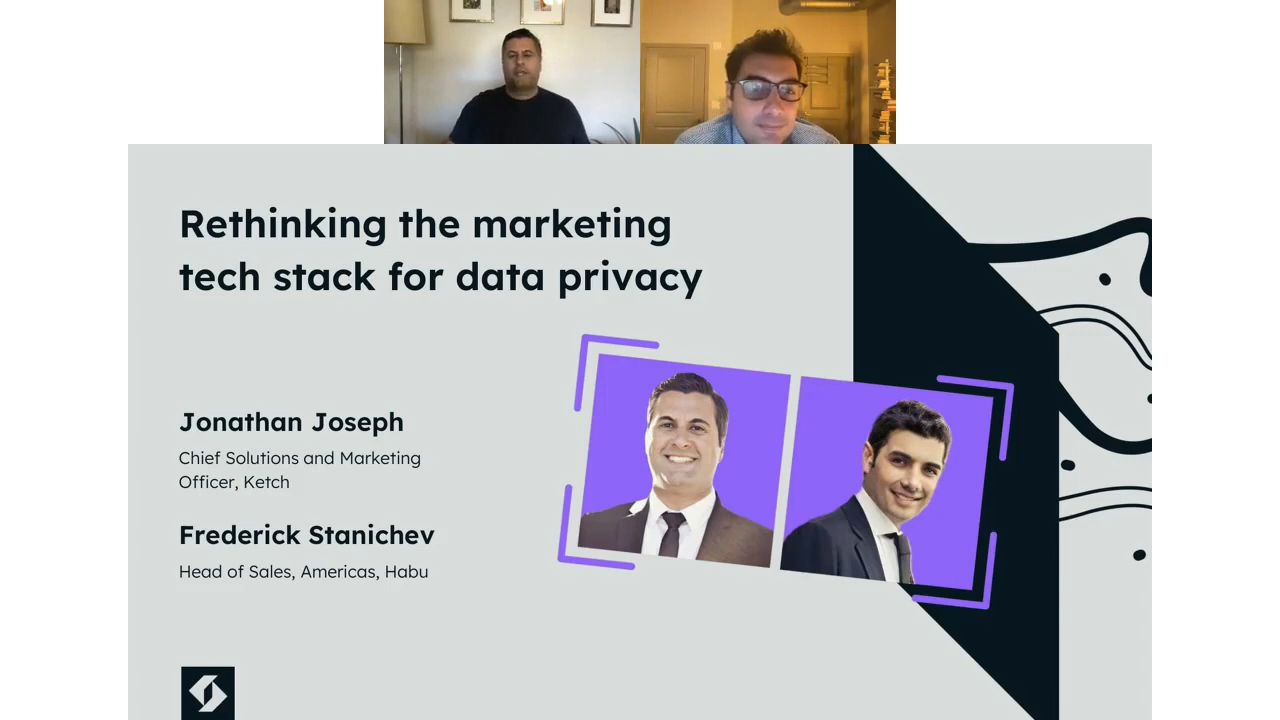 Rethinking the marketing
tech stack for data privacy
Jonathan Joseph
Chief Solutions and Marketing
Officer, Ketch
Frederick Stanichev
Head of Sales, Americas, Habu